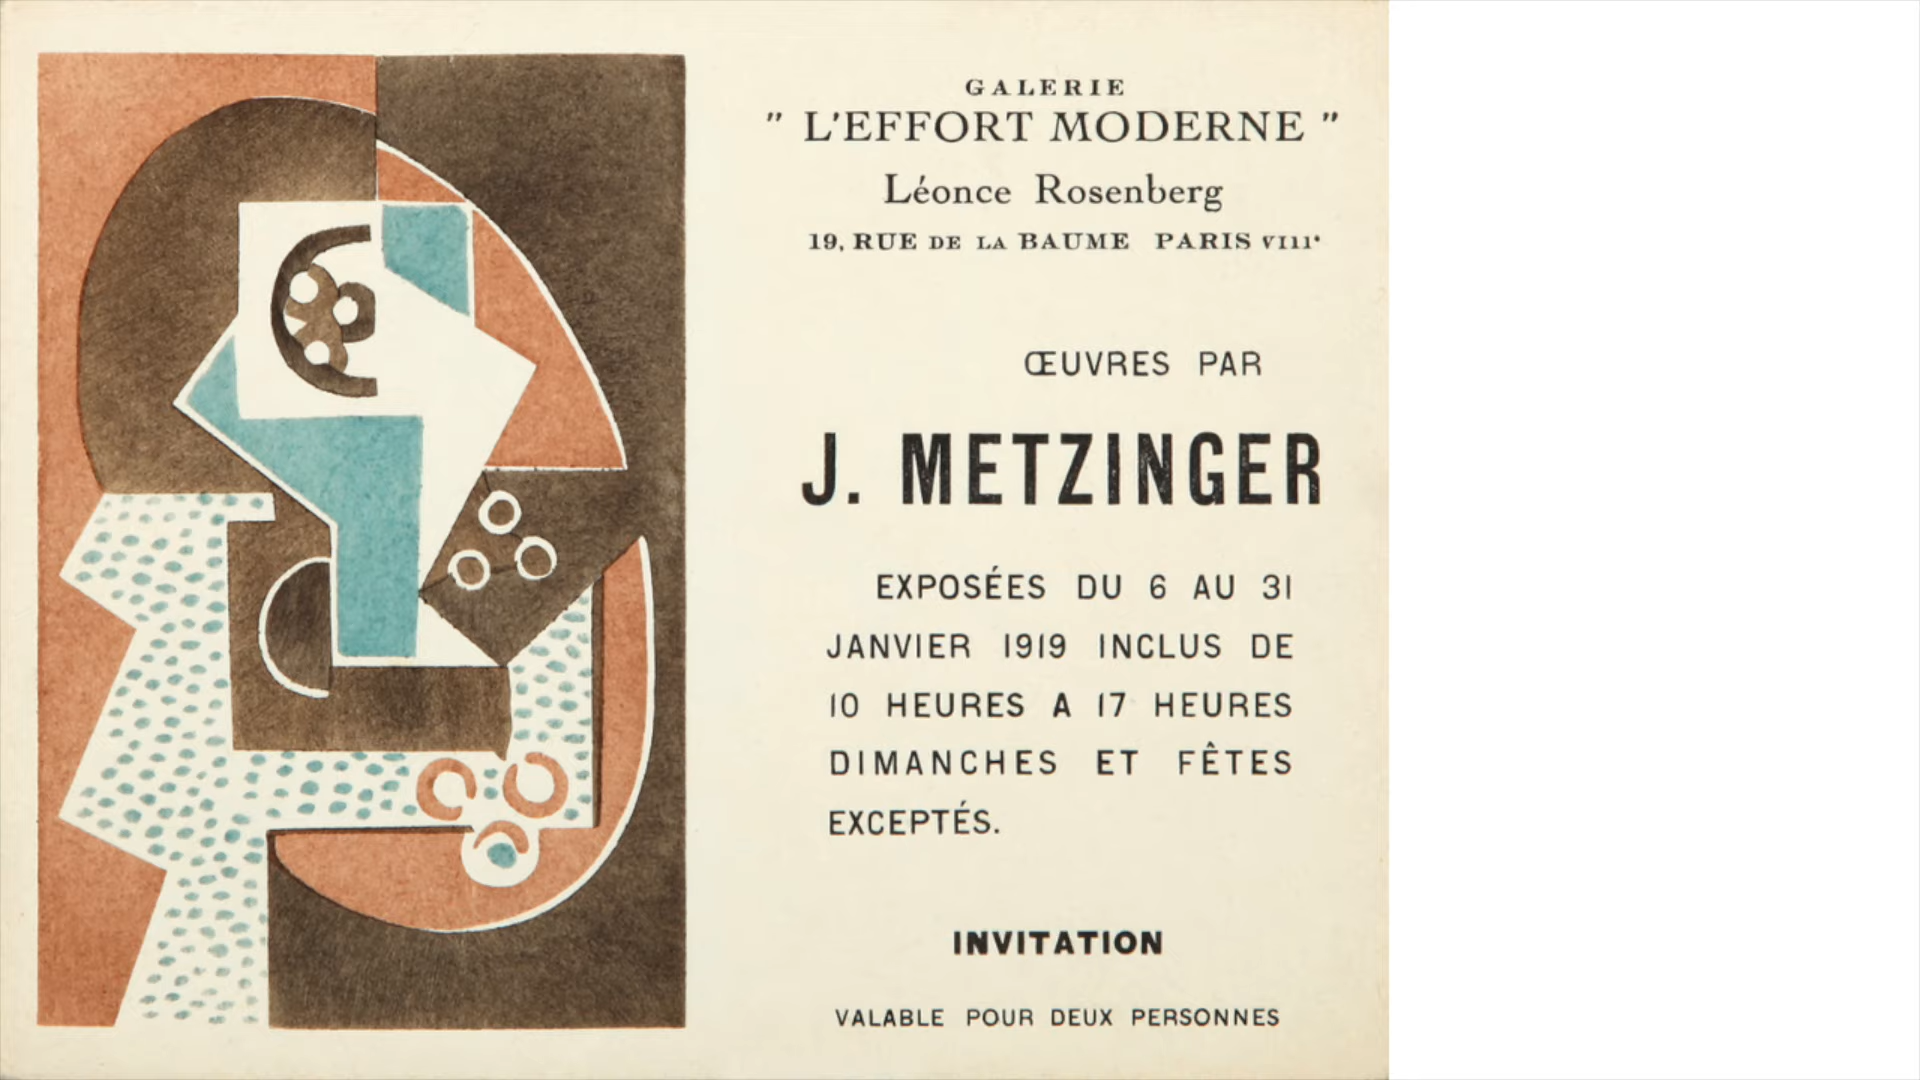 GALERIE
" L'EFFORT MODERNE "
Léonce Rosenberg
19, RUE DE LA BAUME PARIS VIIIᵉ
ŒUVRES PAR
J. METZINGER
EXPOSÉES DU 6 AU 31
JANVIER 1919 INCLUS DE
10 HEURES A 17 HEURES
DIMANCHES ET FÊTES
EXCEPTÉS.
INVITATION
VALABLE POUR DEUX PERSONNES